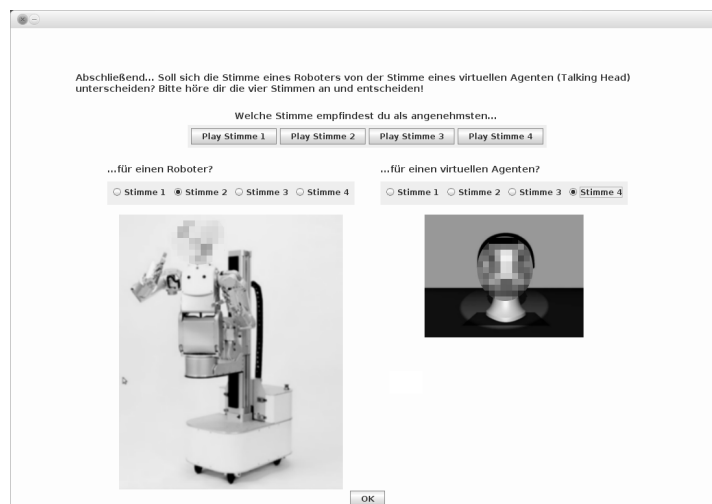 Abschließend... Soll sich die Stimme eines Roboters von der Stimme eines virtuellen Agenten (Talking Head)
unterscheiden? Bitte höre dir die vier Stimmen an und entscheiden!
Welche Stimme empfindest du als angenehmsten...
Play Stimme 1 Play Stimme 2 Play Stimme 3 Play Stimme 4
...für einen Roboter?
Stimme 1 Stimme 2 Stimme 3 Stimme 4
...für einen virtuellen Agenten?
Stimme 1 Stimme 2 Stimme 3 Stimme 4
OK